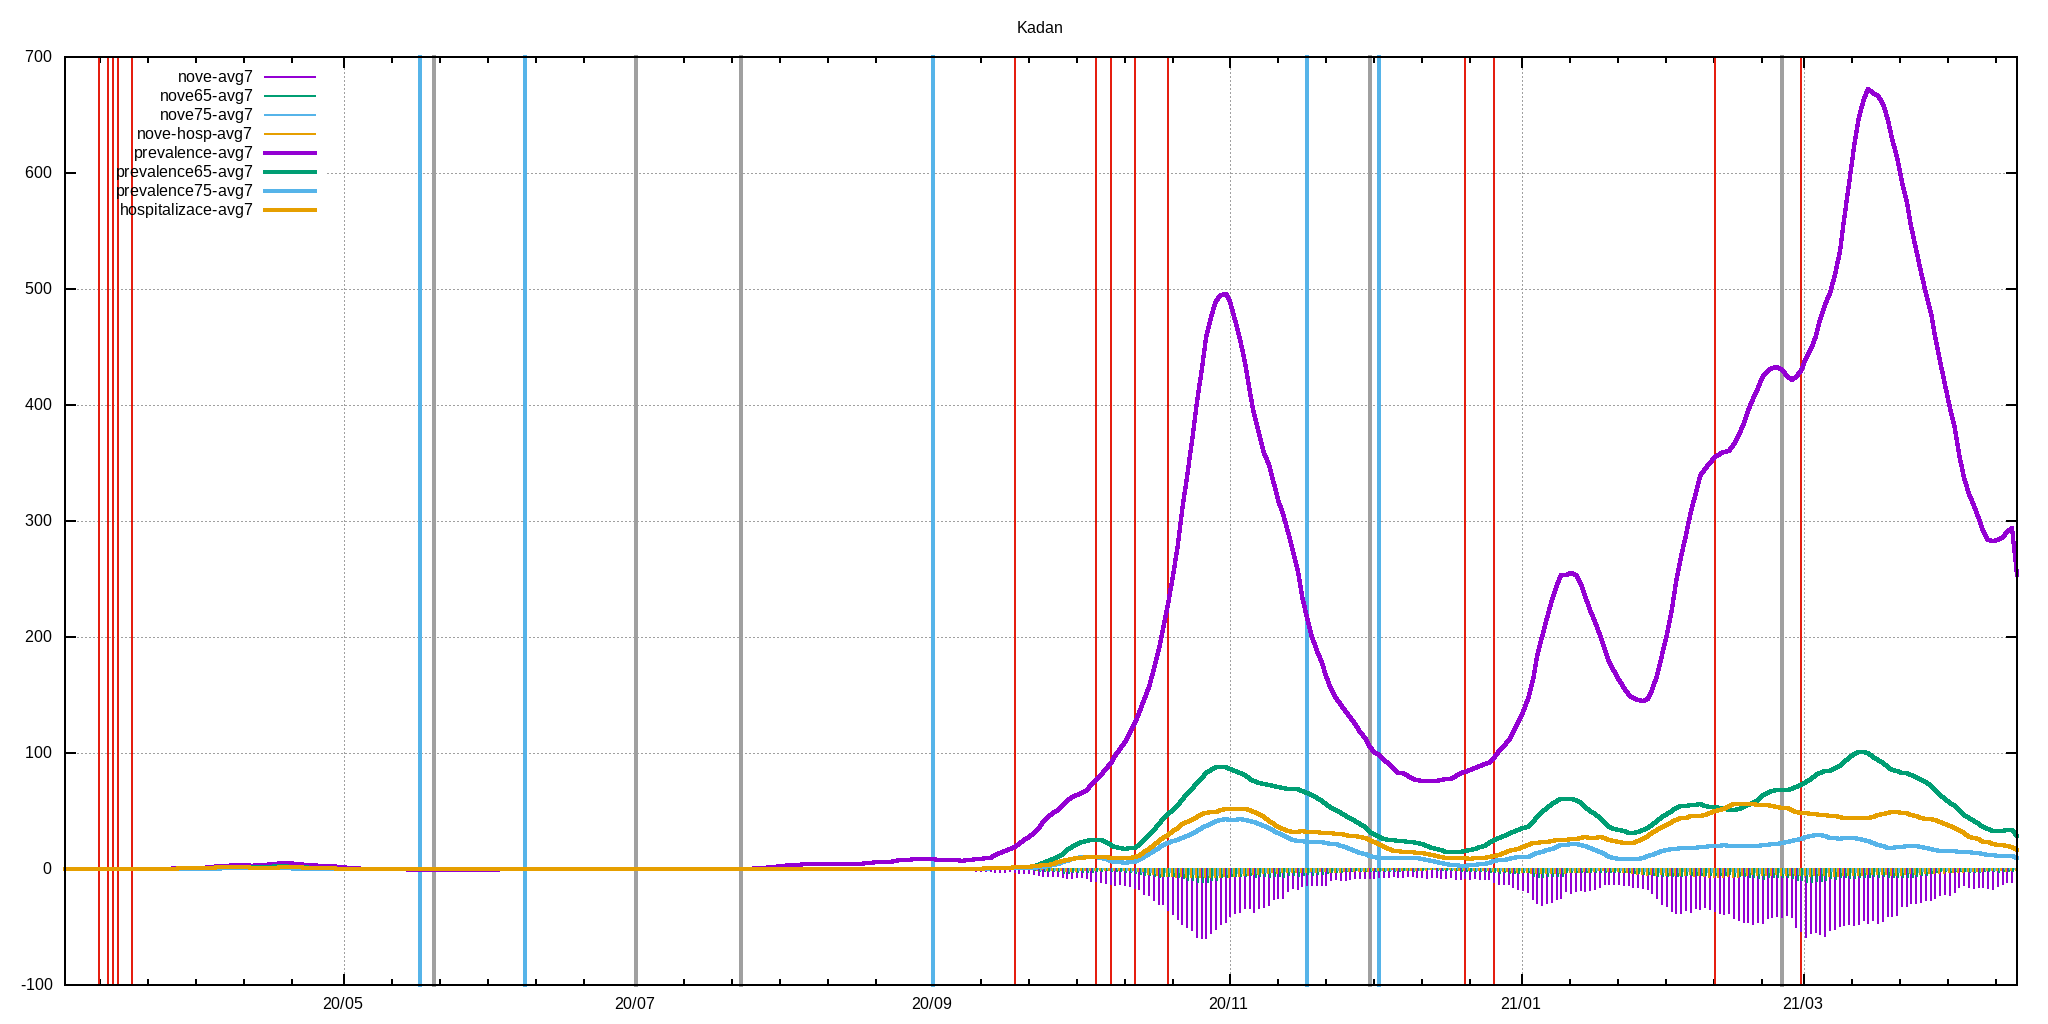 Kadan
700
600
500
400
300
200
100
0
-100
nove-avg7
nove65-avg7
nove75-avg7
nove-hosp-avg7
prevalence-avg7
prevalence65-avg7
prevalence75-avg7
hospitalizace-avg7
20/05 20/07 20/09 20/11 21/01 21/03